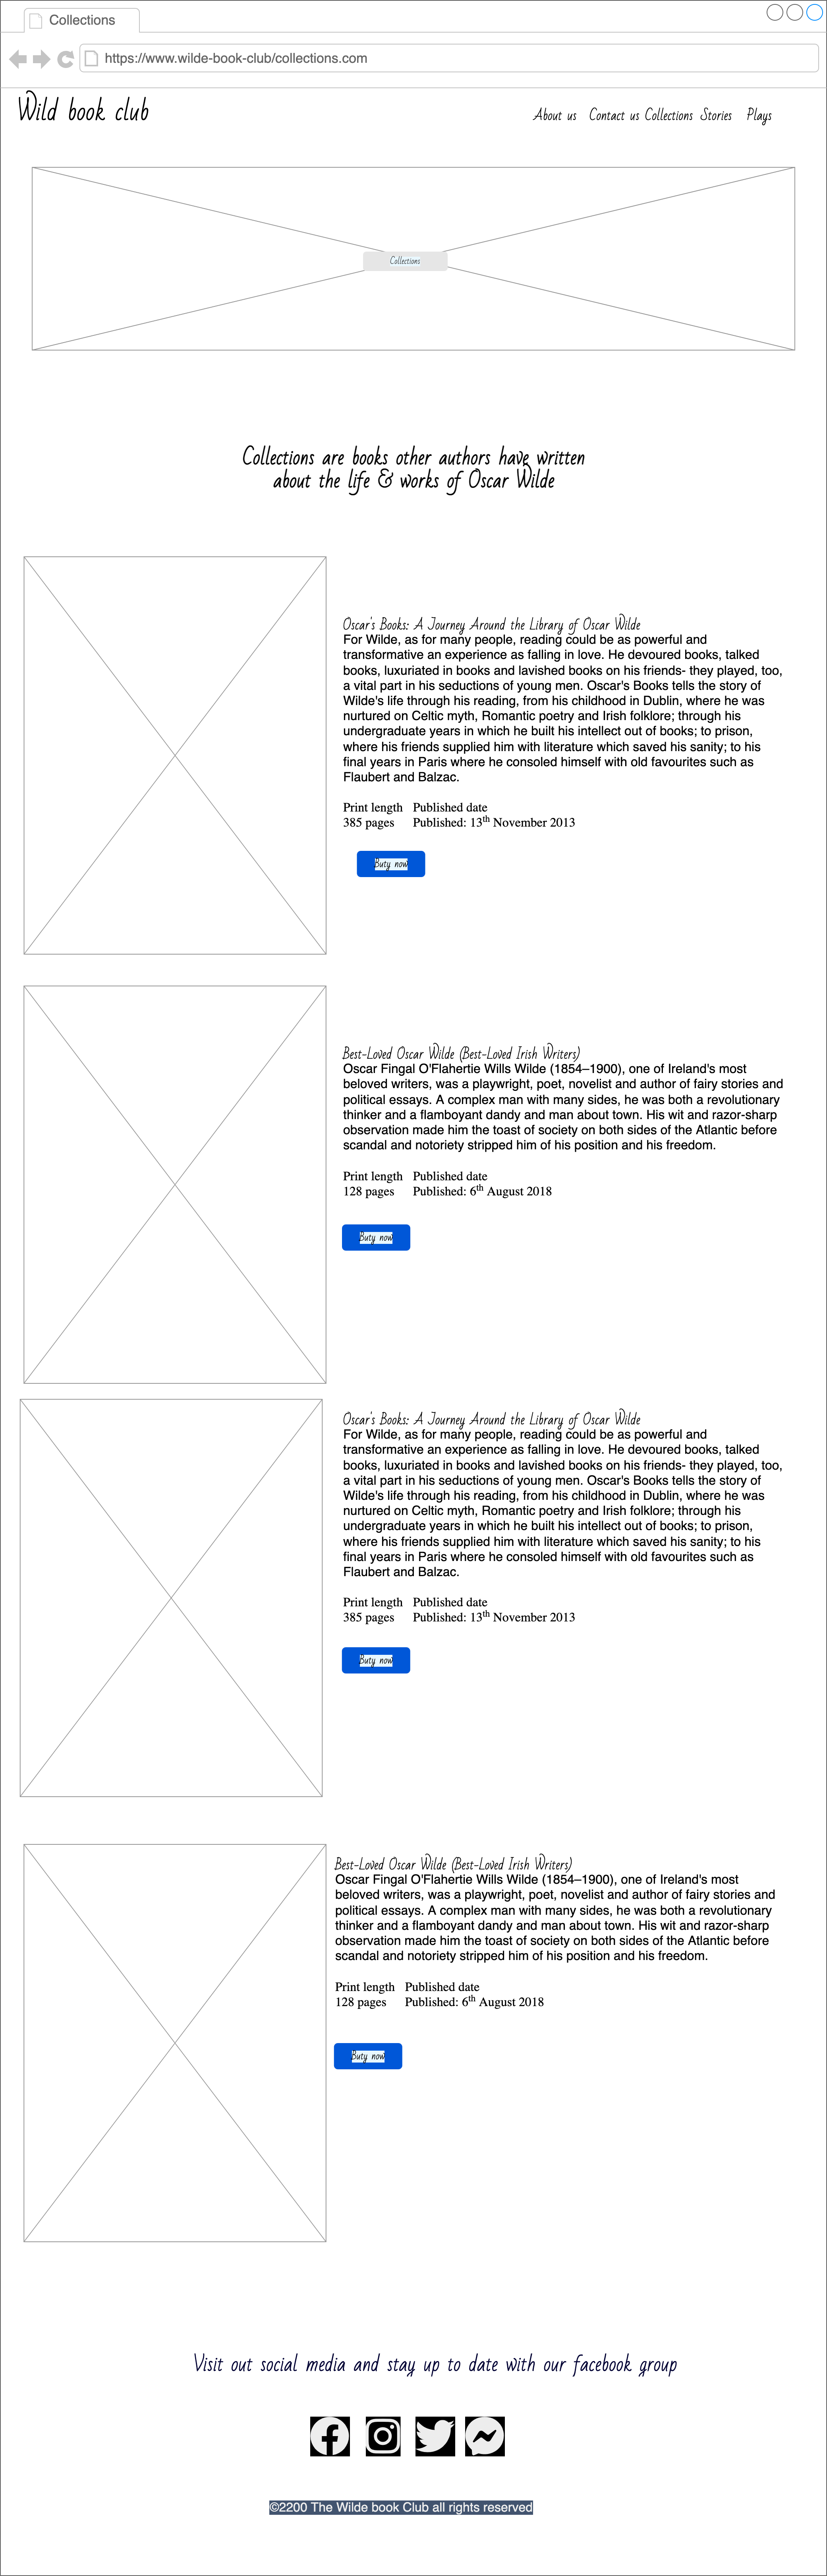 Collections
https://www.wilde-book-club/collections.com
Wild book club
About us Contact us Collections Stories Plays
Collections
Collections are books other authors have written
about the life & works of Oscar Wilde
Oscar's Books: A Journey Around the Library of Oscar Wilde
For Wilde, as for many people, reading could be as powerful and
transformative an experience as falling in love. He devoured books, talked
books, luxuriated in books and lavished books on his friends- they played, too,
a vital part in his seductions of young men. Oscar's Books tells the story of
Wilde's life through his reading, from his childhood in Dublin, where he was
nurtured on Celtic myth, Romantic poetry and Irish folklore; through his
undergraduate years in which he built his intellect out of books; to prison,
where his friends supplied him with literature which saved his sanity; to his
final years in Paris where he consoled himself with old favourites such as
Flaubert and Balzac.
Print length Published date
385 pages Published: 13th November 2013
Buty now
Best-Loved Oscar Wilde (Best-Loved Irish Writers)
Oscar Fingal O'Flahertie Wills Wilde (1854–1900), one of Ireland's most
beloved writers, was a playwright, poet, novelist and author of fairy stories and
political essays. A complex man with many sides, he was both a revolutionary
thinker and a flamboyant dandy and man about town. His wit and razor-sharp
observation made him the toast of society on both sides of the Atlantic before
scandal and notoriety stripped him of his position and his freedom.
Print length Published date
128 pages Published: 6th August 2018
Buty now
Oscar's Books: A Journey Around the Library of Oscar Wilde
For Wilde, as for many people, reading could be as powerful and
transformative an experience as falling in love. He devoured books, talked
books, luxuriated in books and lavished books on his friends- they played, too,
a vital part in his seductions of young men. Oscar's Books tells the story of
Wilde's life through his reading, from his childhood in Dublin, where he was
nurtured on Celtic myth, Romantic poetry and Irish folklore; through his
undergraduate years in which he built his intellect out of books; to prison,
where his friends supplied him with literature which saved his sanity; to his
final years in Paris where he consoled himself with old favourites such as
Flaubert and Balzac.
Print length Published date
385 pages Published: 13th November 2013
Buty now
Best-Loved Oscar Wilde (Best-Loved Irish Writers)
Oscar Fingal O'Flahertie Wills Wilde (1854–1900), one of Ireland's most
beloved writers, was a playwright, poet, novelist and author of fairy stories and
political essays. A complex man with many sides, he was both a revolutionary
thinker and a flamboyant dandy and man about town. His wit and razor-sharp
observation made him the toast of society on both sides of the Atlantic before
scandal and notoriety stripped him of his position and his freedom.
Print length Published date
128 pages Published: 6th August 2018
Buty now
Visit out social media and stay up to date with our facebook group
©2200 The Wilde book Club all rights reserved